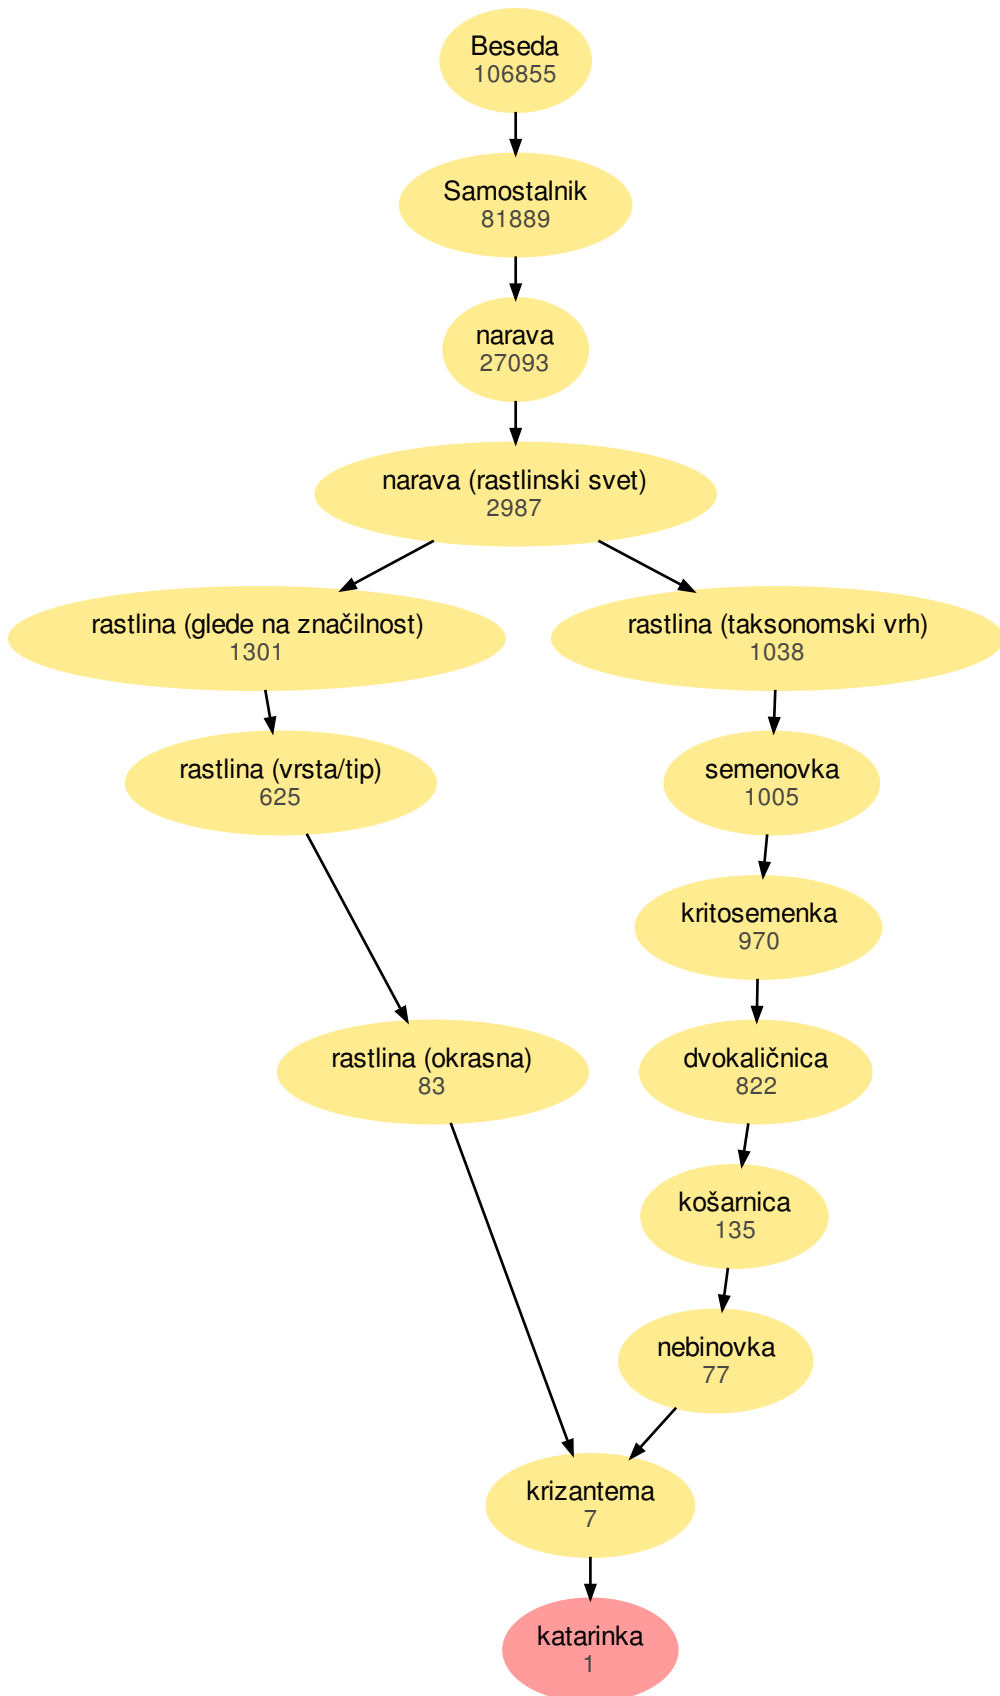 Beseda
106855
Samostalnik
81889
narava
27093
narava (rastlinski svet)
2987
rastlina (glede na značilnost)
1301
rastlina (taksonomski vrh)
1038
rastlina (vrsta/tip)
625
semenovka
1005
kritosemenka
970
rastlina (okrasna)
83
dvokaličnica
822
košarnica
135
nebinovka
77
krizantema
7
katarinka
1